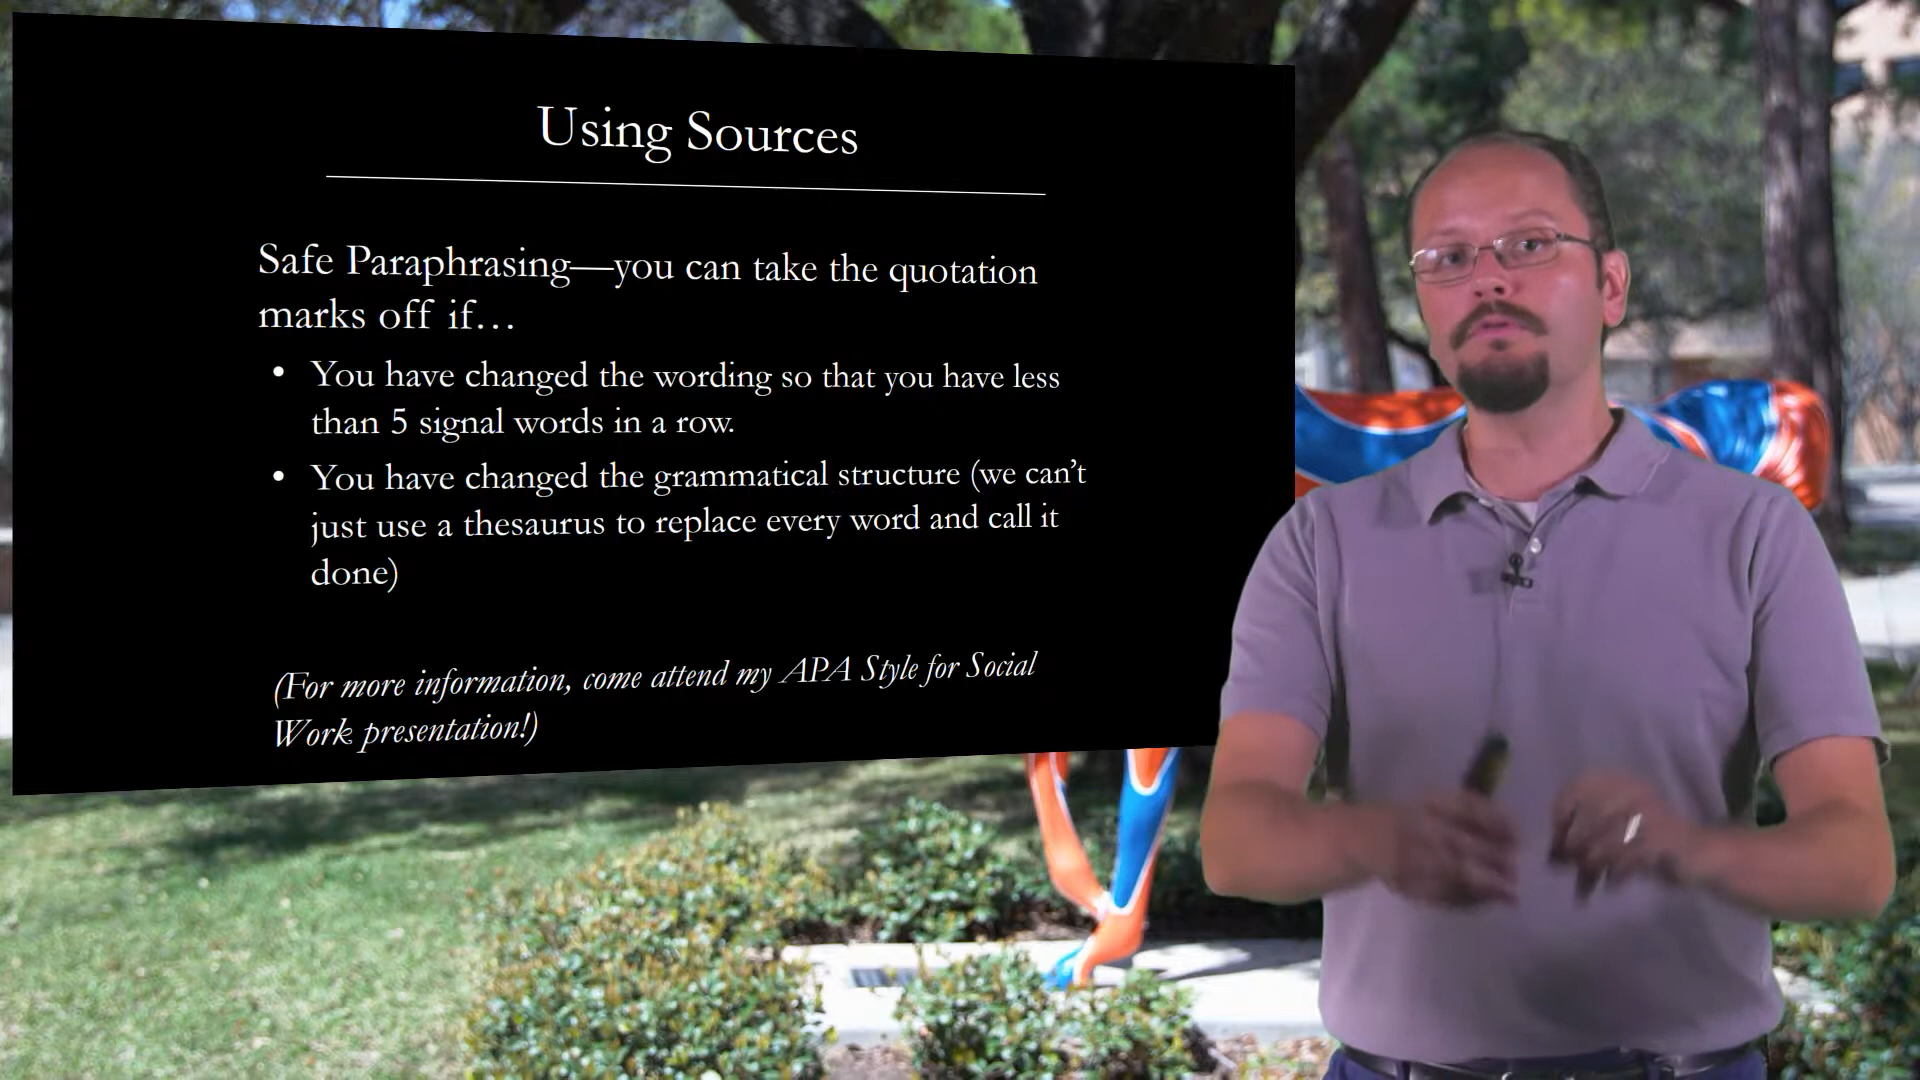 Using Sources
Safe Paraphrasing—you can take the quotation
marks off if…
• You have changed the wording so that you have less
than 5 signal words in a row.
• You have changed the grammatical structure (we can’t
just use a thesaurus to replace every word and call it
done)
(For more information, come attend my APA Style for Social
Work presentation!)